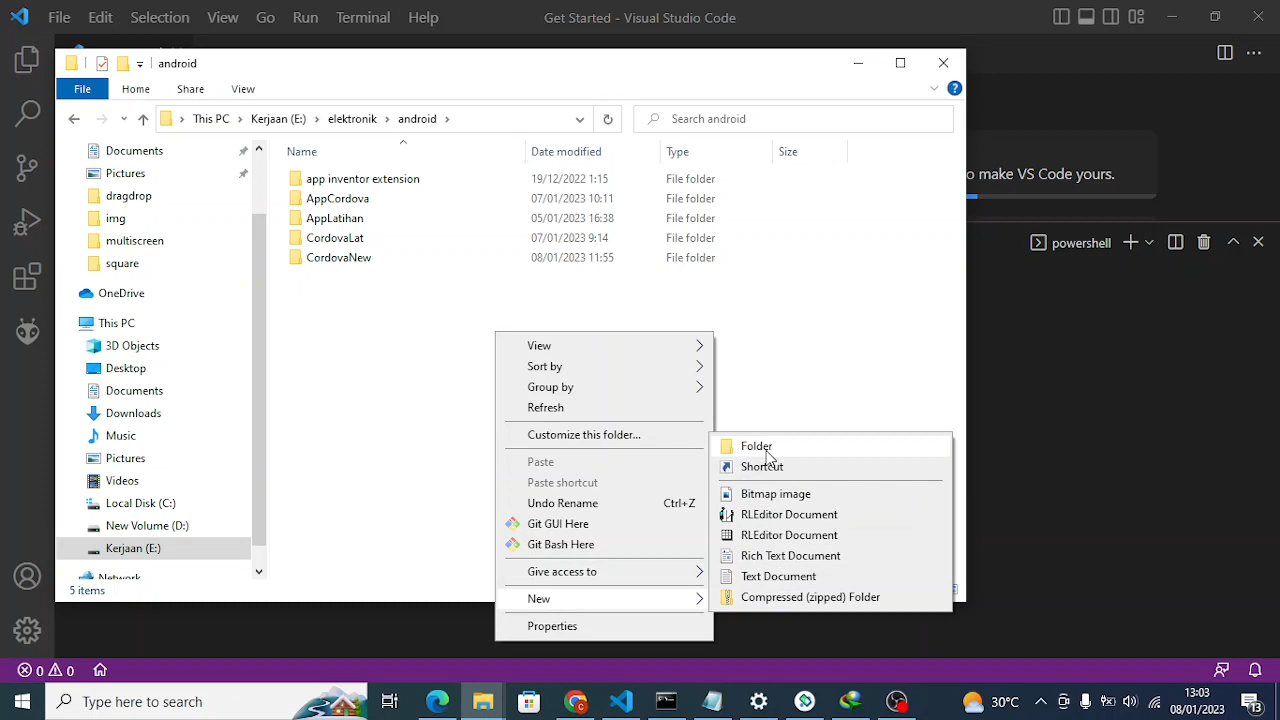 File Edit Selection View Go Run Terminal Help Get Started - Visual Studio Code
android
File Home Share View
This PC Kerjaan (E:) elektronik android
Search android
Name Date modified Type Size
app inventor extension 19/12/2022 1:15 File folder
AppCordova 07/01/2023 10:11 File folder
AppLatihan 05/01/2023 16:38 File folder
CordovaLat 07/01/2023 9:14 File folder
CordovaNew 08/01/2023 11:55 File folder
Documents
Pictures
dragdrop
img
multiscreen
square
OneDrive
This PC
3D Objects
Desktop
Documents
Downloads
Music
Pictures
Videos
Local Disk (C:)
New Volume (D:)
Kerjaan (E:)
Network
5 items
to make VS Code yours.
powershell
View
Sort by
Group by
Refresh
Customize this folder...
Paste
Paste shortcut
Undo Rename Ctrl+Z
Git GUI Here
Git Bash Here
Give access to
New
Properties
Folder
Shortcut
Bitmap image
RLEditor Document
RLEditor Document
Rich Text Document
Text Document
Compressed (zipped) Folder
0 0
Type here to search
30°C
13:03
08/01/2023
13